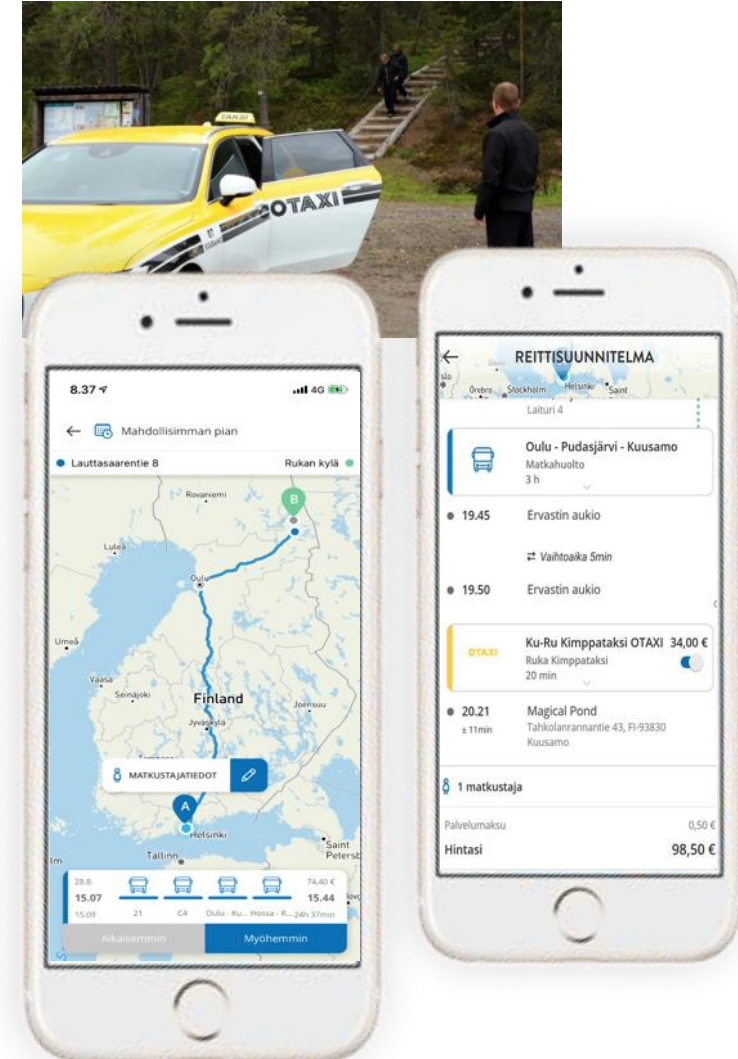 TAKSI
OTAXI
8.37
4G
Mahdollisimman pian
Lauttasaarentie 8
Rukan kylä
B
Rovaniemi
Luleå
Oulu
Umeå
Vaasa
Seinäjoki
Finland
Joensuu
Jyväskylä
MATKUSTAJATIEDOT
A
Helsinki
Saint
Petersb
Tallinn
lm
28.8.
74,40 €
15.07
15.44
15.09
21
C4
Oulu - Ku...
Hossa - R...
24h 37min
Aikaisemmin
Myöhemmin
REITTISUUNNITELMA
slo
Örebro
Stockholm
Helsinki
Saint
Laituri 4
Oulu - Pudasjärvi - Kuusamo
Matkahuolto
3 h
19.45 Ervastin aukio
Vaihtoaika 5min
19.50 Ervastin aukio
OTAXI
Ku-Ru Kimppataksi OTAXI 34,00 €
Ruka Kimppataksi
20 min
20.21 Magical Pond
± 11min
Tahkolanrannantie 43, FI-93830
Kuusamo
1 matkustaja
Palvelumaksu 0,50 €
Hintasi 98,50 €